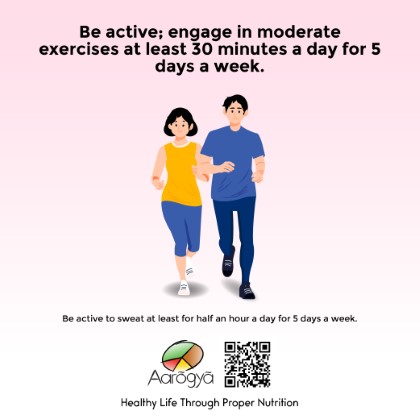 Be active; engage in moderate
exercises at least 30 minutes a day for 5
days a week.
Be active to sweat at least for half an hour a day for 5 days a week.
Aarōgyā
Healthy Life Through Proper Nutrition